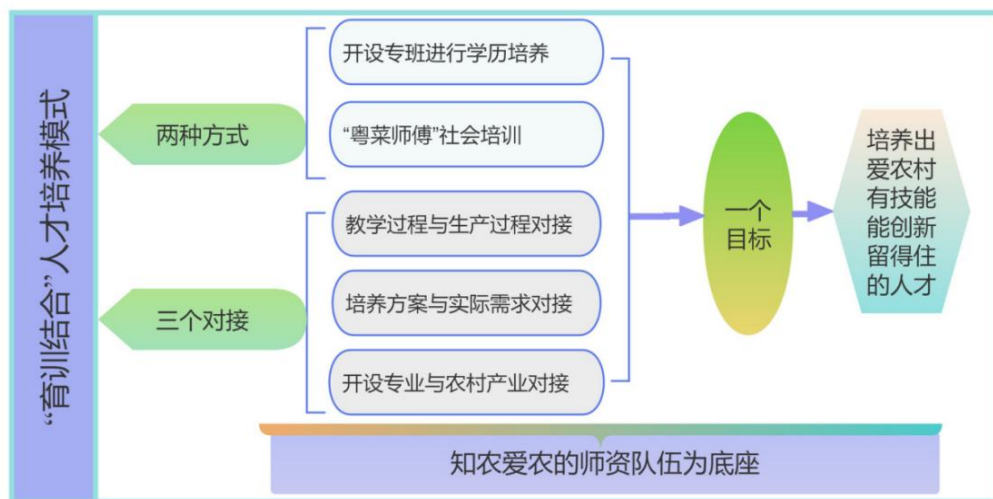 “育训结合”人才培养模式
两种方式
开设专班进行学历培养
“粤菜师傅”社会培训
三个对接
教学过程与生产过程对接
培养方案与实际需求对接
开设专业与农村产业对接
一个
目标
培养出
爱农村
有技能
能创新
留得住
的人才
知农爱农的师资队伍为底座